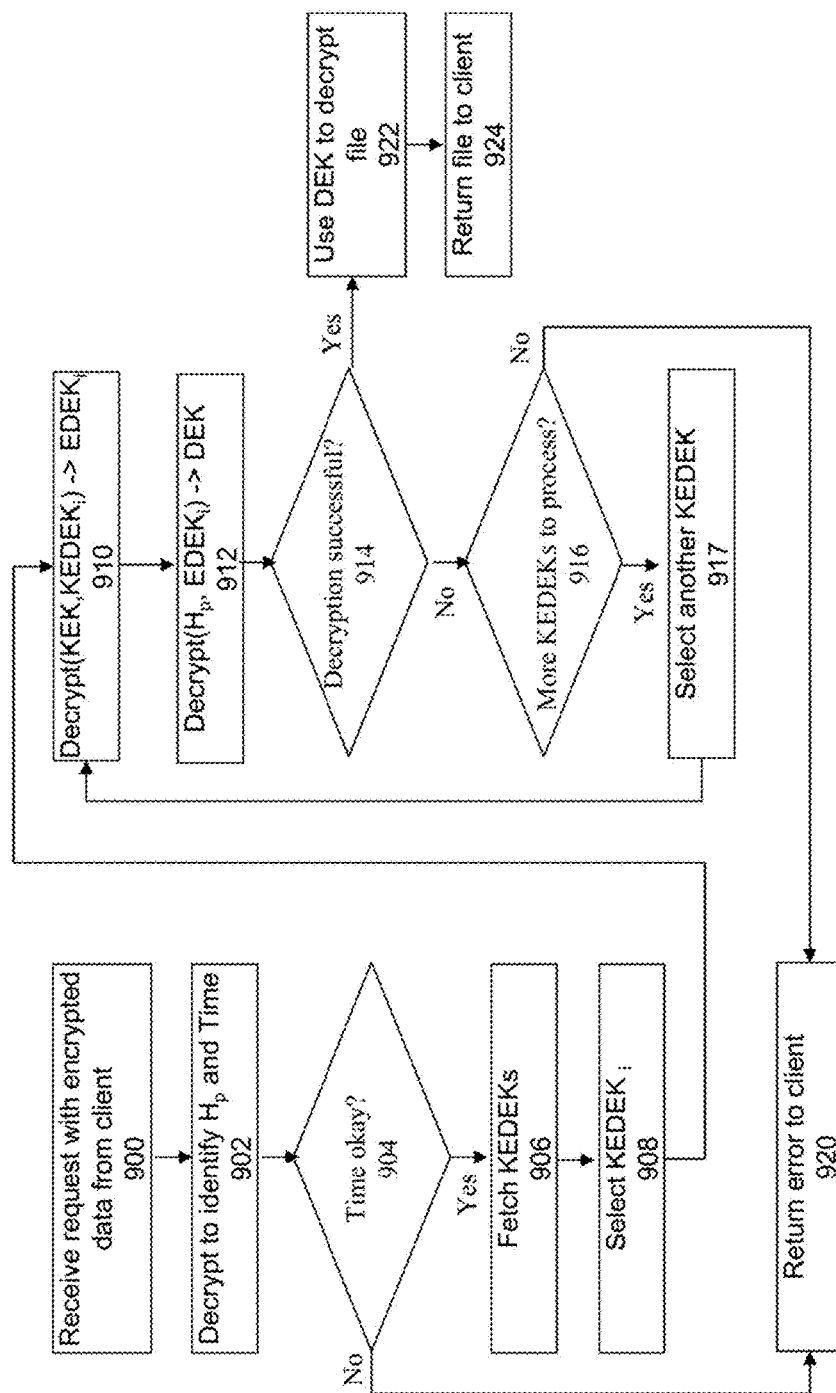 Receive request with encrypted
data from client
900
Decrypt to identify Hp and Time
902
Time okay?
904
No
Yes
Fetch KEDEKs
906
Select KEDEK i
908
Return error to client
920
Decrypt(KEK,KEDEKi) -> EDEKi
910
Decrypt(Hp, EDEKi) -> DEK
912
Decryption successful?
914
Yes
No
More KEDEKs to process?
916
No
Yes
Select another KEDEK
917
Use DEK to decrypt
file
922
Return file to client
924